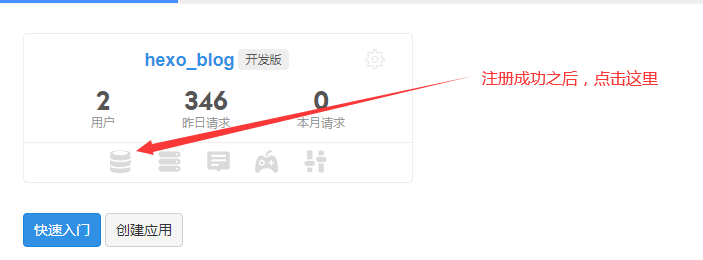 hexo_blog 开发版
注册成功之后，点击这里
2 346 0
用户 昨日请求 本月请求
快速入门 创建应用